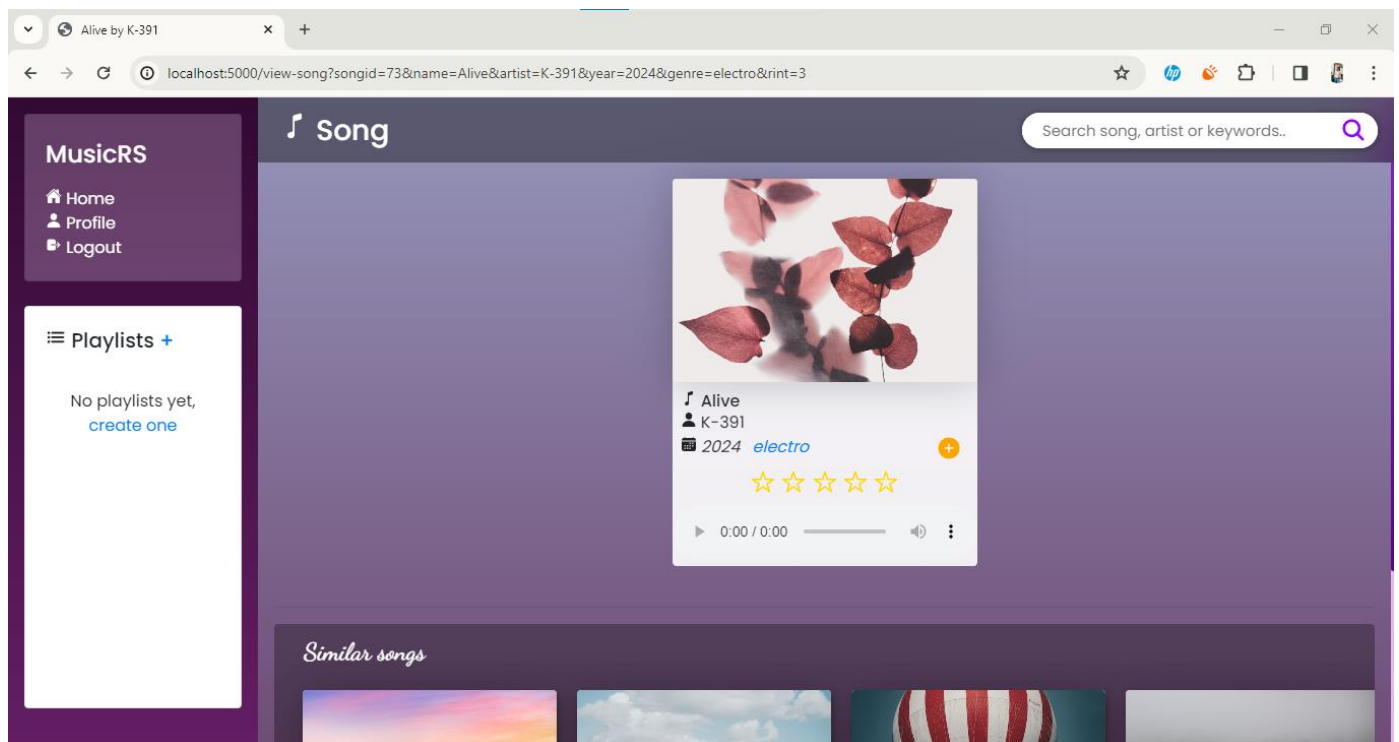 Alive by K-391
localhost:5000/view-song?songid=73&name=Alive&artist=K-391&year=2024&genre=electro&rint=3
MusicRS
Home
Profile
Logout
Playlists +
No playlists yet,
create one
Song
Search song, artist or keywords..
Alive
K-391
2024 electro
0:00 / 0:00
Similar songs